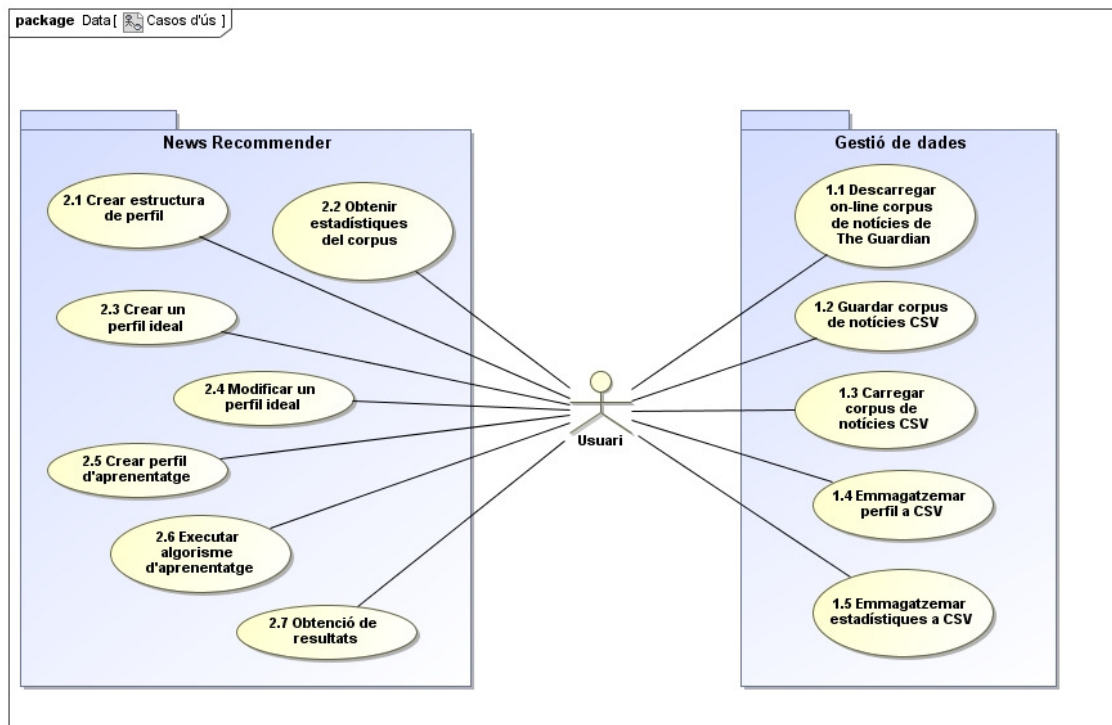 package Data [ Casos d'ús ]
News Recommender
2.1 Crear estructura
de perfil
2.2 Obtenir
estadístiques
del corpus
2.3 Crear un
perfil ideal
2.4 Modificar un
perfil ideal
2.5 Crear perfil
d'aprenentatge
2.6 Executar
algorisme
d'aprenentatge
2.7 Obtenció de
resultats
Usuari
Gestió de dades
1.1 Descarregar
on-line corpus
de notícies de
The Guardian
1.2 Guardar corpus
de notícies CSV
1.3 Carregar
corpus de
notícies CSV
1.4 Emmagatzemar
perfil a CSV
1.5 Emmagatzemar
estadístiques a CSV